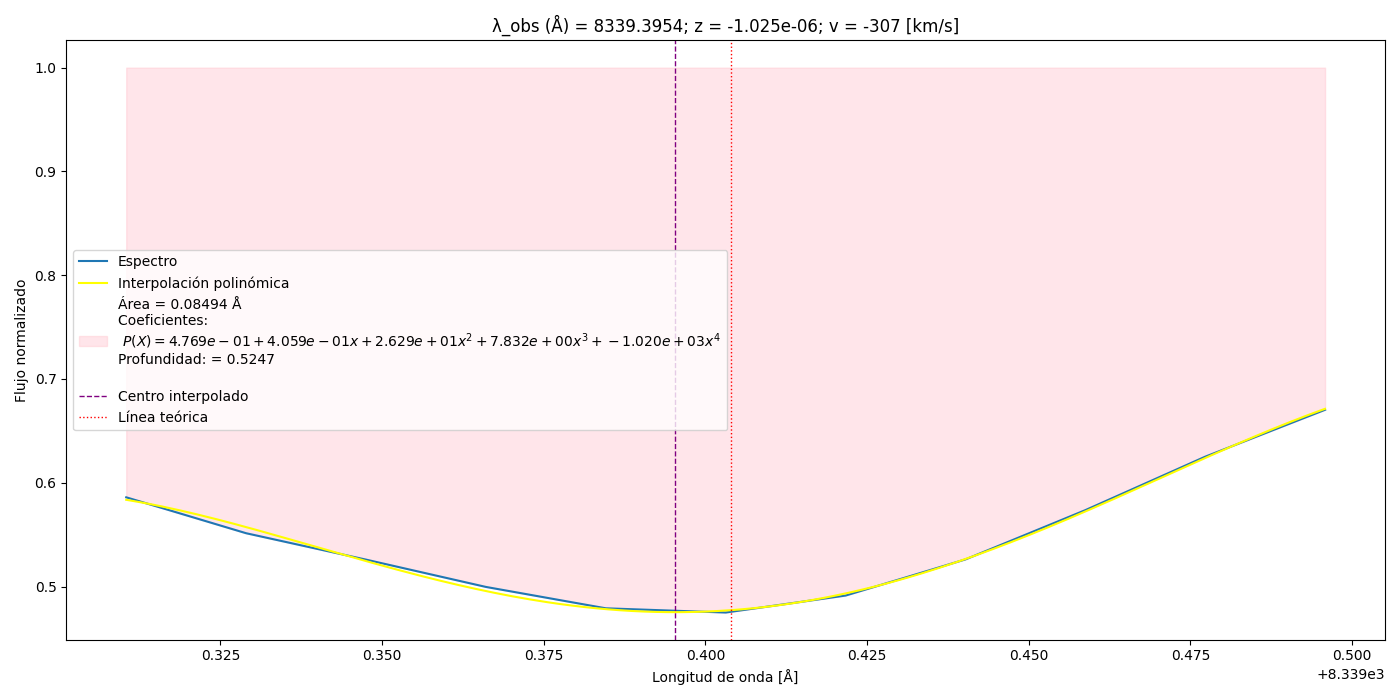 λ_obs (Å) = 8339.3954; z = -1.025e-06; v = -307 [km/s]
Flujo normalizado
1.0
0.9
0.8
0.7
0.6
0.5
Espectro
Interpolación polinómica
Área = 0.08494 Å
Coeficientes:
P(X) = 4.769e − 01 + 4.059e − 01x + 2.629e + 01x² + 7.832e + 00x³ + −1.020e + 03x⁴
Profundidad: = 0.5247
Centro interpolado
Línea teórica
0.325 0.350 0.375 0.400 0.425 0.450 0.475 0.500
+8.339e3
Longitud de onda [Å]